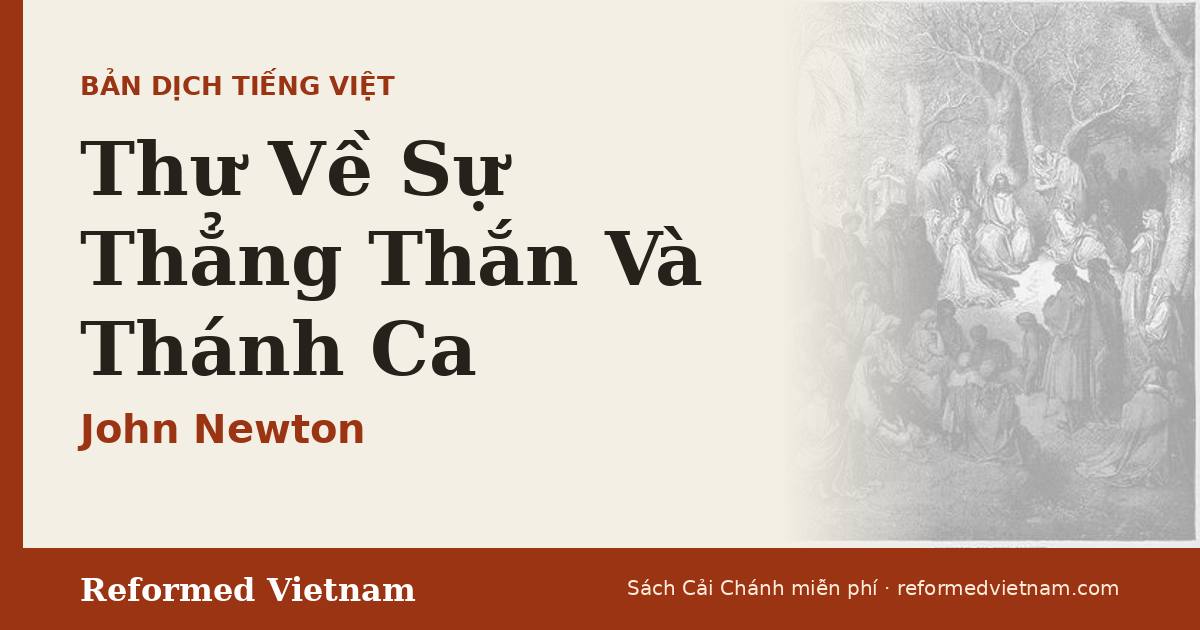 BẢN DỊCH TIẾNG VIỆT
Thư Về Sự
Thẳng Thắn Và
Thánh Ca
John Newton
Reformed Vietnam
Sách Cải Chánh miễn phí · reformedvietnam.com